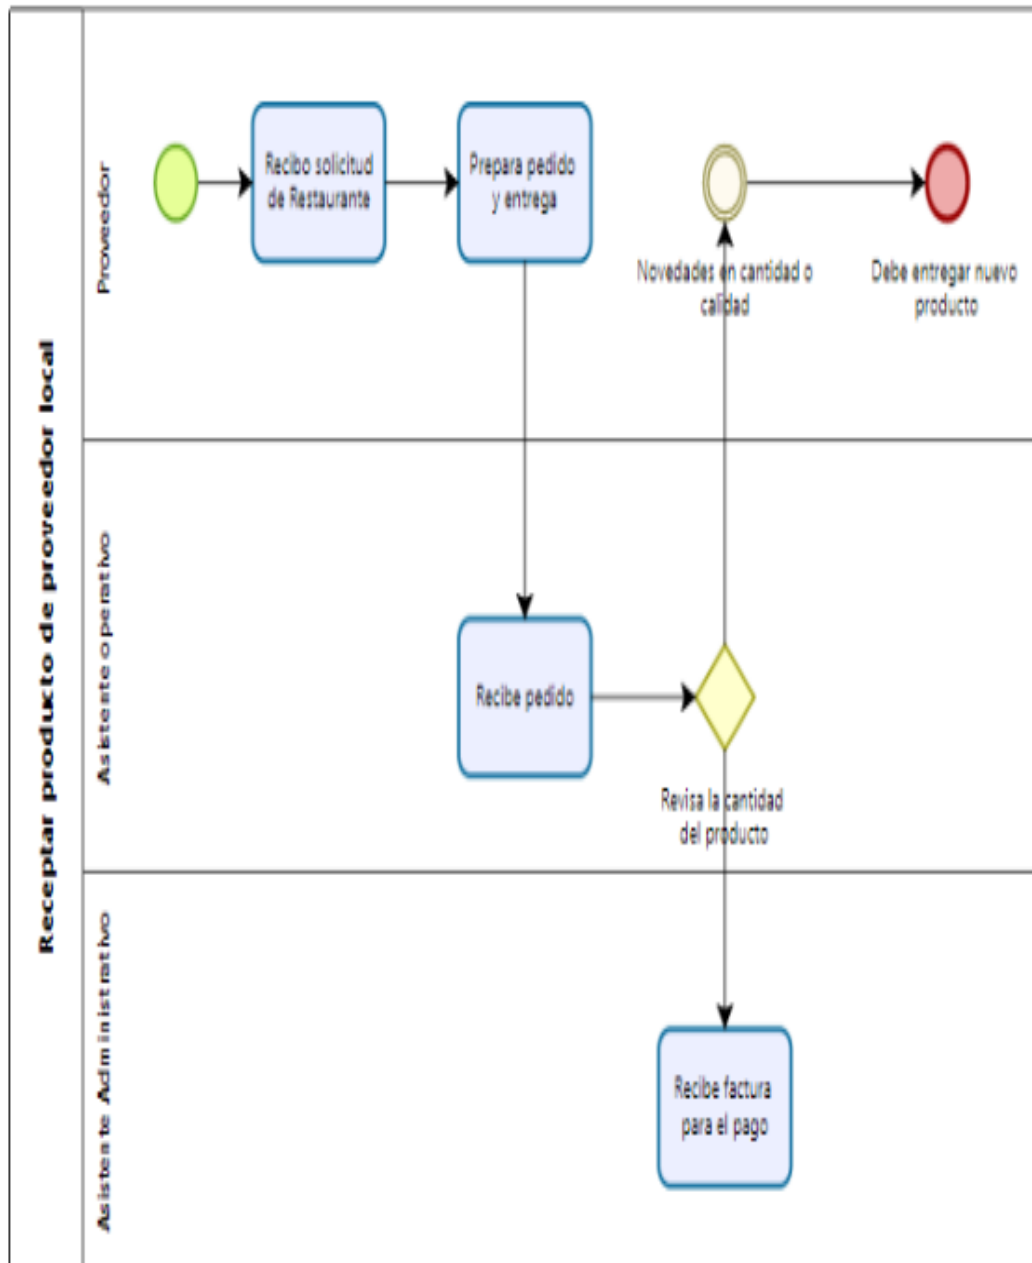 Receptar producto de proveedor local
Proveedor
Recibo solicitud
de Restaurante
Prepara pedido
y entrega
Novedades en cantidad o
calidad
Debe entregar nuevo
producto
Asistente operativo
Recibe pedido
Revisa la cantidad
del producto
Asistente Administrativo
Recibe factura
para el pago